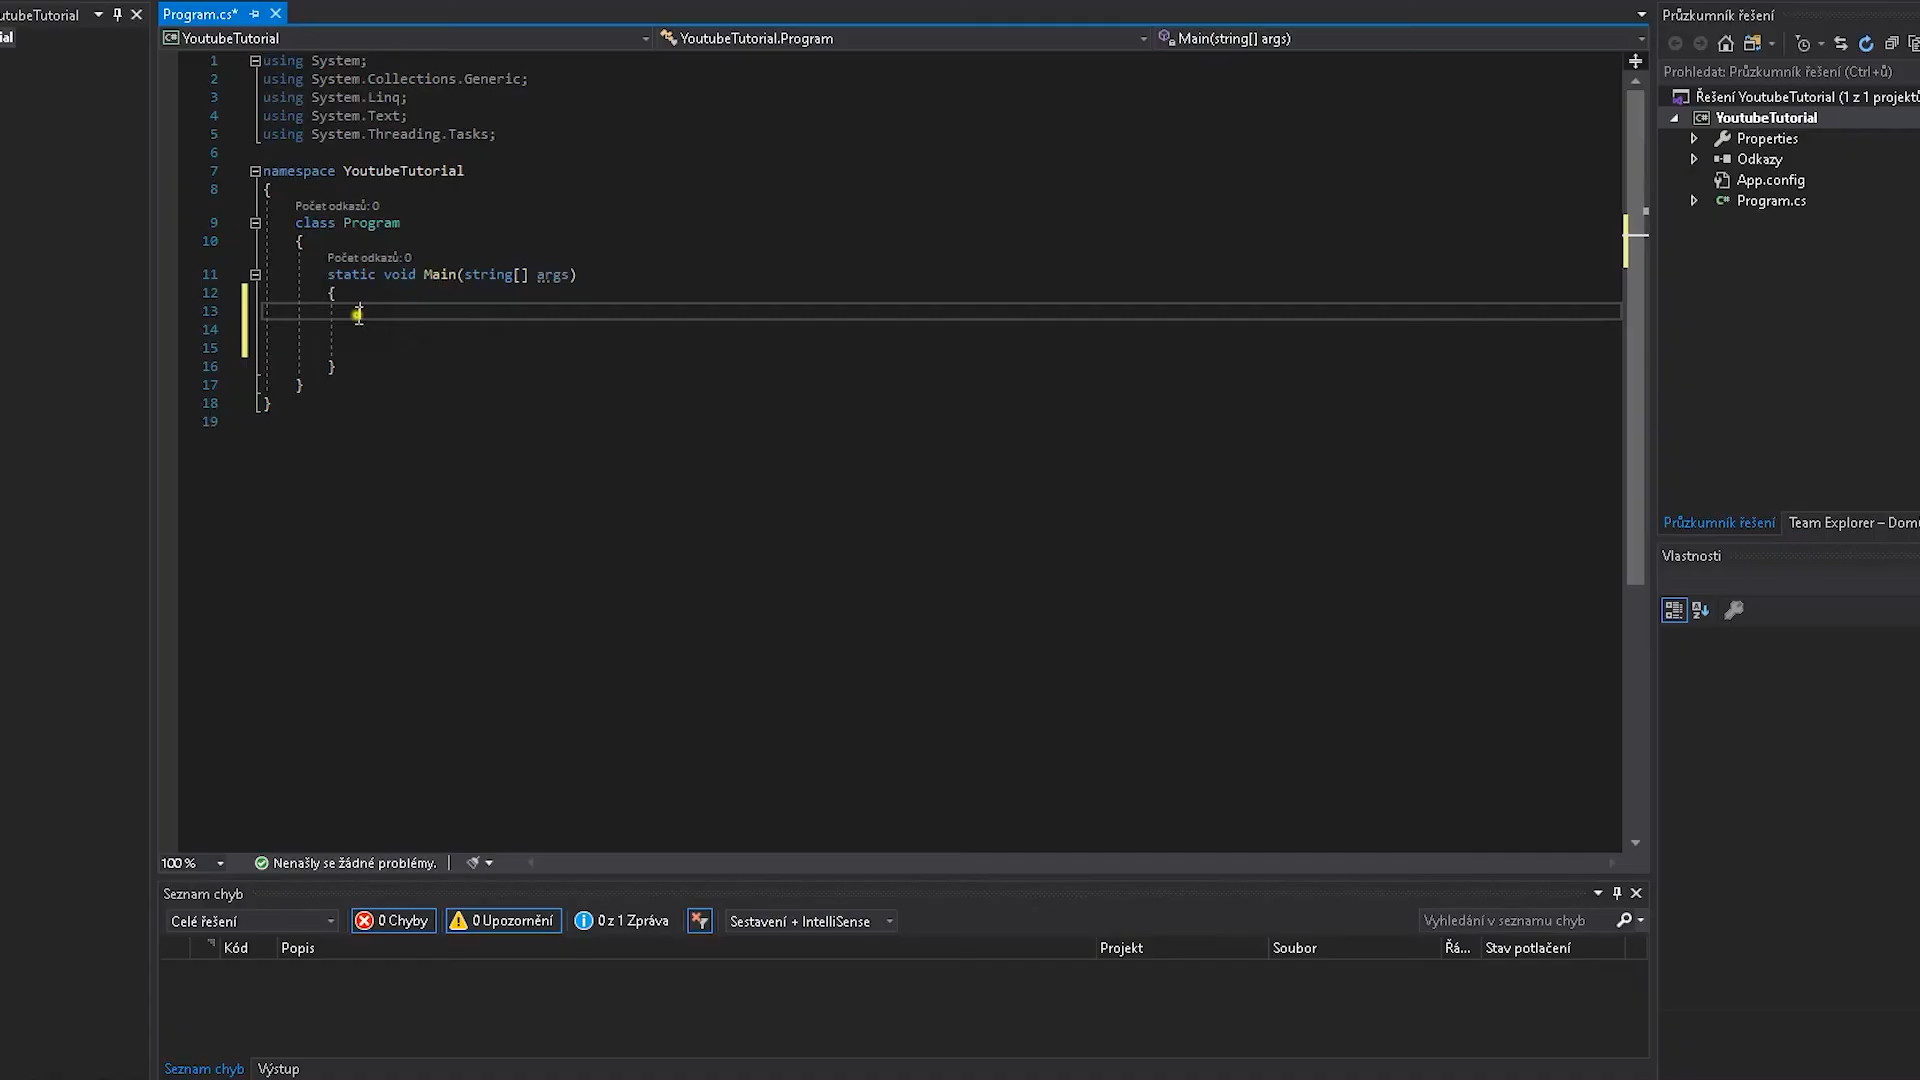 utubeTutorial
ial
Program.cs*
YoutubeTutorial
YoutubeTutorial.Program
Main(string[] args)
1 using System;
2 using System.Collections.Generic;
3 using System.Linq;
4 using System.Text;
5 using System.Threading.Tasks;
6
7 namespace YoutubeTutorial
8 {
Počet odkazů: 0
9 class Program
10 {
Počet odkazů: 0
11 static void Main(string[] args)
12 {
13
14
15
16 }
17 }
18 }
19
100 %
Nenašly se žádné problémy.
Seznam chyb
Celé řešení
0 Chyby
0 Upozornění
0 z 1 Zpráva
Sestavení + IntelliSense
Vyhledání v seznamu chyb
Kód
Popis
Projekt
Soubor
Řá...
Stav potlačení
Seznam chyb
Výstup
Průzkumník řešení
Prohledat: Průzkumník řešení (Ctrl+ů)
Řešení YoutubeTutorial (1 z 1 projektů
YoutubeTutorial
Properties
Odkazy
App.config
Program.cs
Průzkumník řešení
Team Explorer – Dom
Vlastnosti